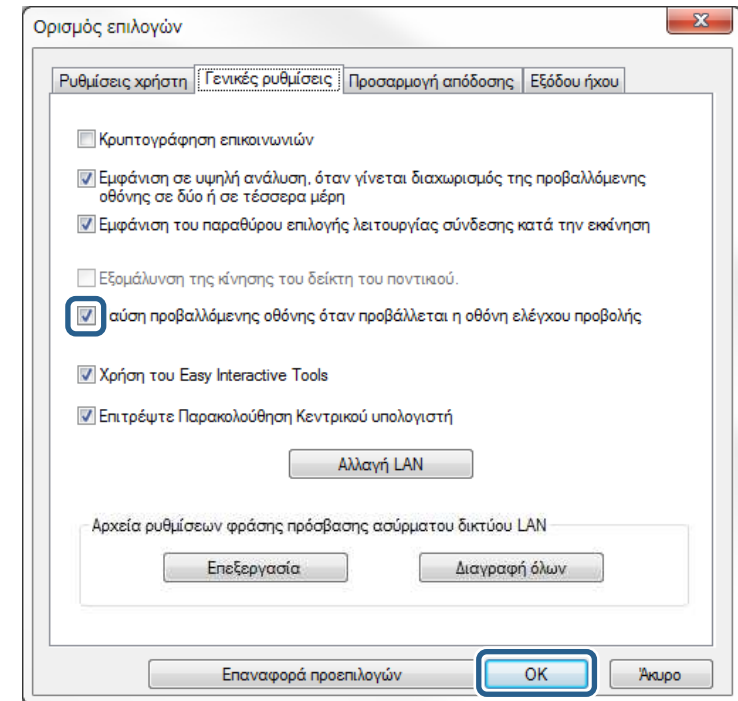 Ορισμός επιλογών
Ρυθμίσεις χρήστη Γενικές ρυθμίσεις Προσαρμογή απόδοσης Εξόδου ήχου
Κρυπτογράφηση επικοινωνιών
Εμφάνιση σε υψηλή ανάλυση, όταν γίνεται διαχωρισμός της προβαλλόμενης
οθόνης σε δύο ή σε τέσσερα μέρη
Εμφάνιση του παραθύρου επιλογής λειτουργίας σύνδεσης κατά την εκκίνηση
Εξομάλυνση της κίνησης του δείκτη του ποντικιού.
αύση προβαλλόμενης οθόνης όταν προβάλλεται η οθόνη ελέγχου προβολής
Χρήση του Easy Interactive Tools
Επιτρέψτε Παρακολούθηση Κεντρικού υπολογιστή
Αλλαγή LAN
Αρχεία ρυθμίσεων φράσης πρόσβασης ασύρματου δικτύου LAN
Επεξεργασία Διαγραφή όλων
Επαναφορά προεπιλογών OK Άκυρο